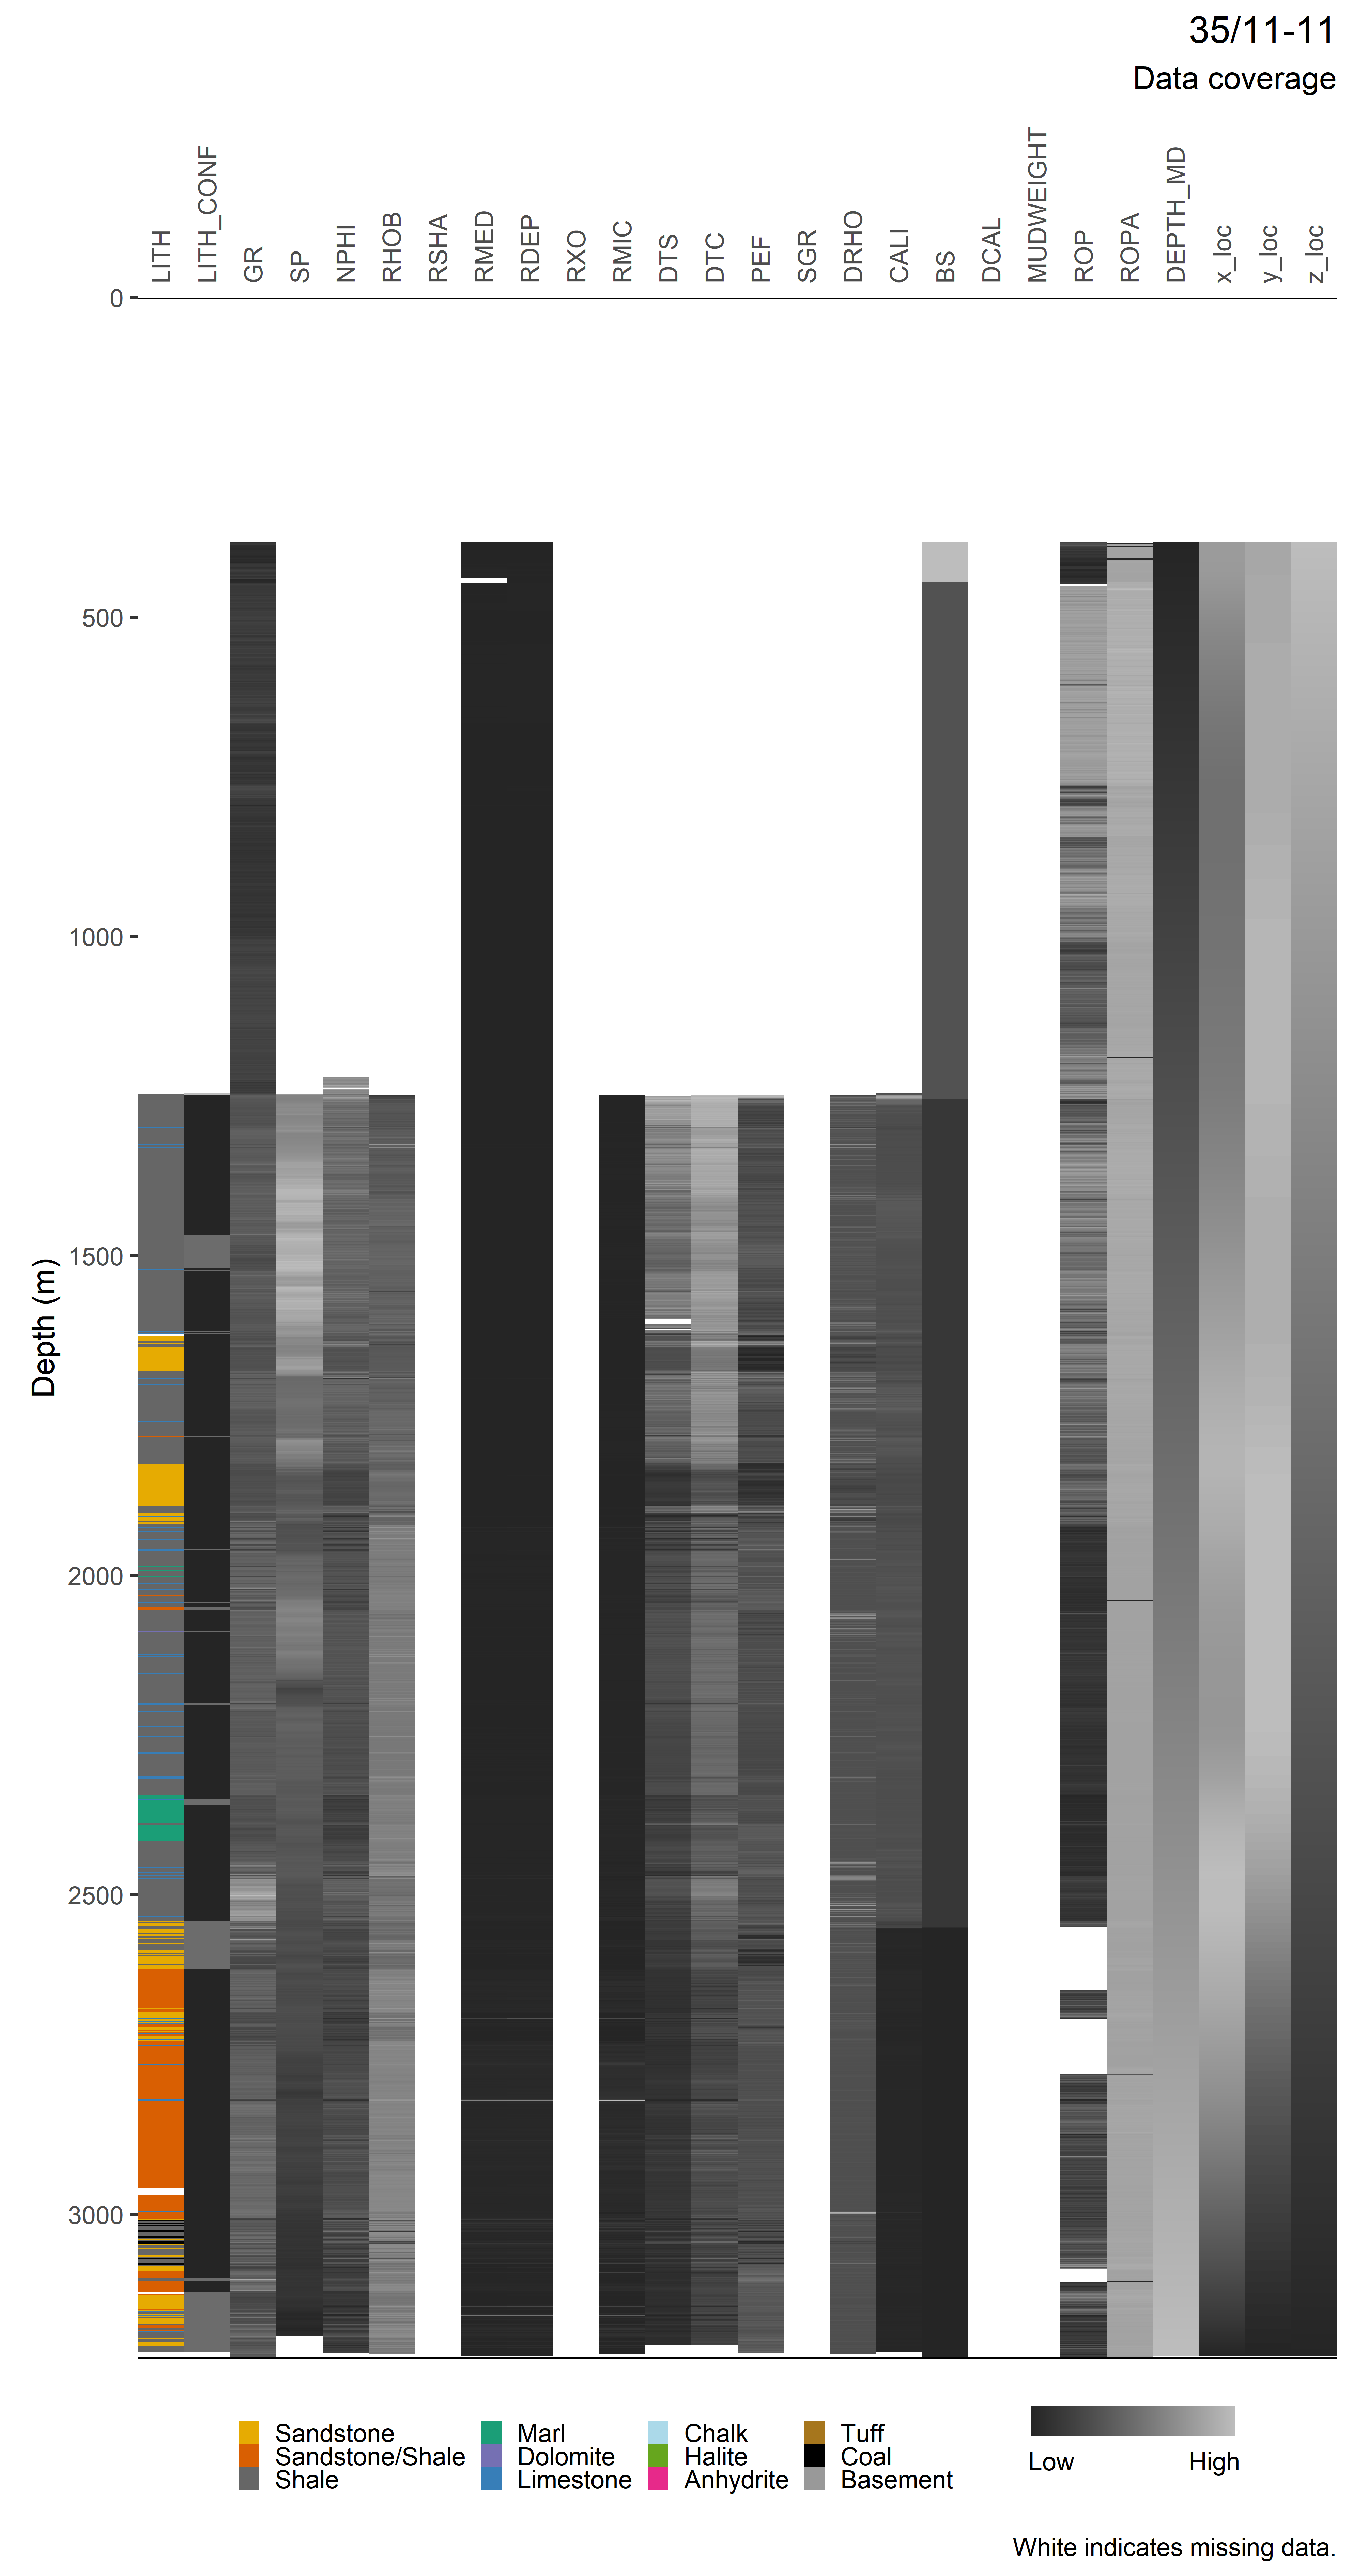 35/11-11
Data coverage
LITH
LITH_CONF
GR
SP
NPHI
RHOB
RSHA
RMED
RDEP
RXO
RMIC
DTS
DTC
PEF
SGR
DRHO
CALI
BS
DCAL
MUDWEIGHT
ROP
ROPA
DEPTH_MD
x_loc
y_loc
z_loc
0
500
1000
1500
2000
2500
3000
Depth (m)
Sandstone
Sandstone/Shale
Shale
Marl
Dolomite
Limestone
Chalk
Halite
Anhydrite
Tuff
Coal
Basement
Low
High
White indicates missing data.